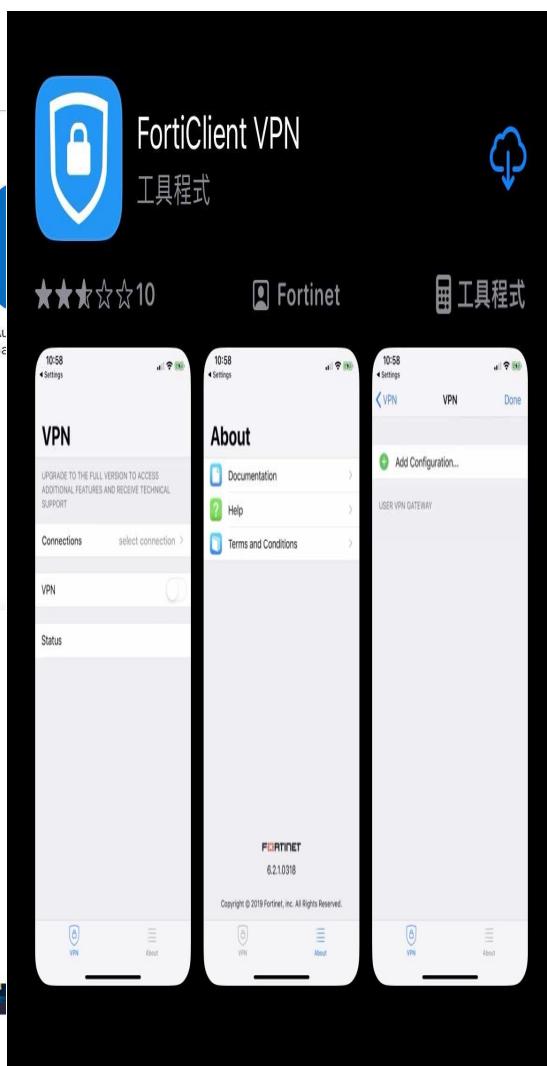 FortiClient VPN
工具程式
10
Fortinet
工具程式
10:58
Settings
VPN
UPGRADE TO THE FULL VERSION TO ACCESS
ADDITIONAL FEATURES AND RECEIVE TECHNICAL
SUPPORT
Connections select connection
VPN
Status
VPN About
10:58
Settings
About
Documentation
Help
Terms and Conditions
FORTINET
6.2.1.0318
Copyright © 2019 Fortinet, inc. All Rights Reserved.
VPN About
10:58
Settings
VPN VPN Done
Add Configuration...
USER VPN GATEWAY
VPN About